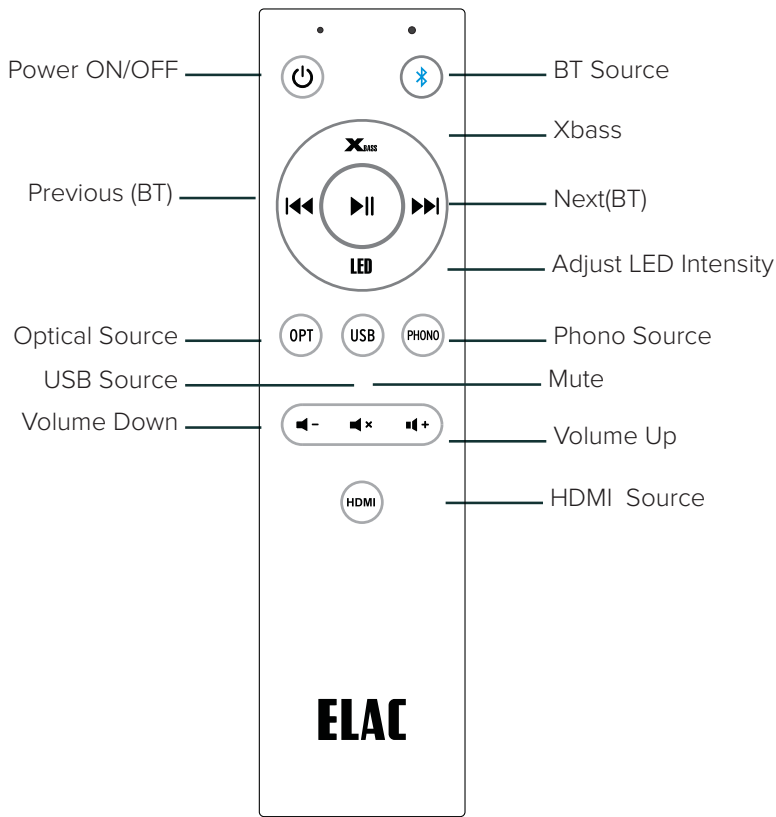 Power ON/OFF
BT Source
XBASS
Xbass
Previous (BT)
Next(BT)
LED
Adjust LED Intensity
Optical Source
OPT
USB
PHONO
Phono Source
USB Source
Mute
Volume Down
Volume Up
HDMI
HDMI Source
ELAC